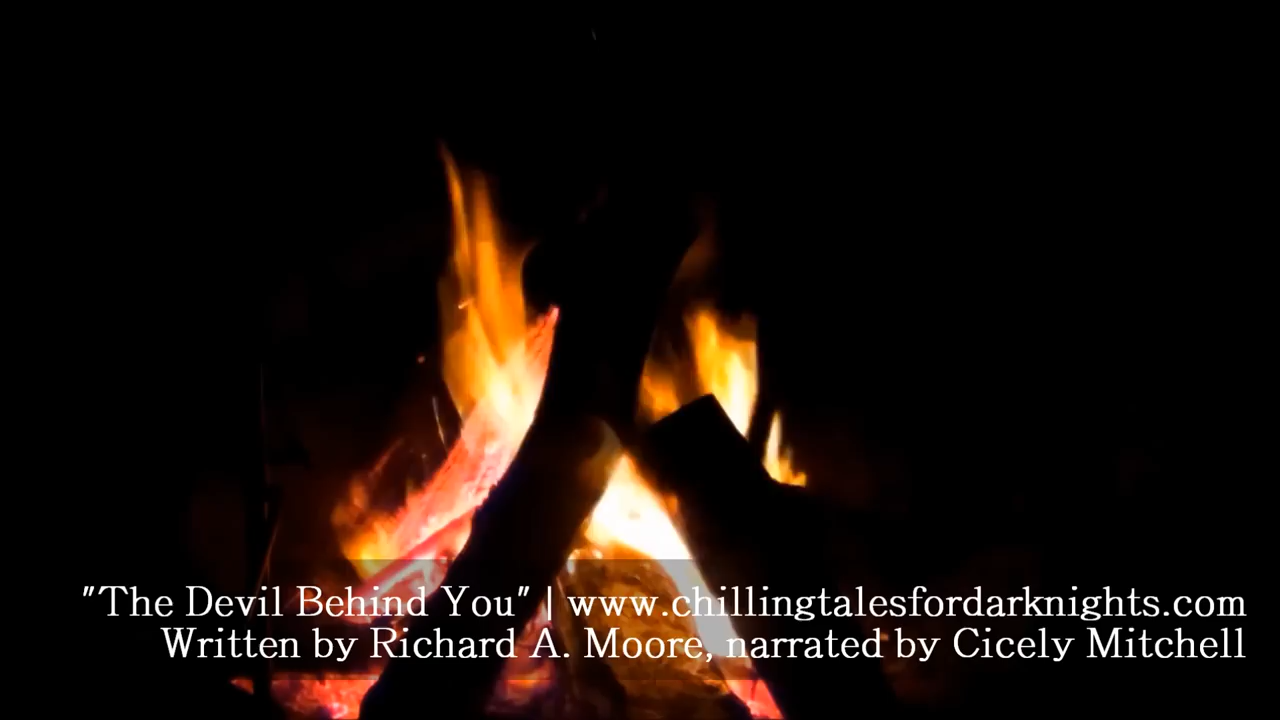 "The Devil Behind You" | www.chillingtalesfordarknights.com
Written by Richard A. Moore, narrated by Cicely Mitchell